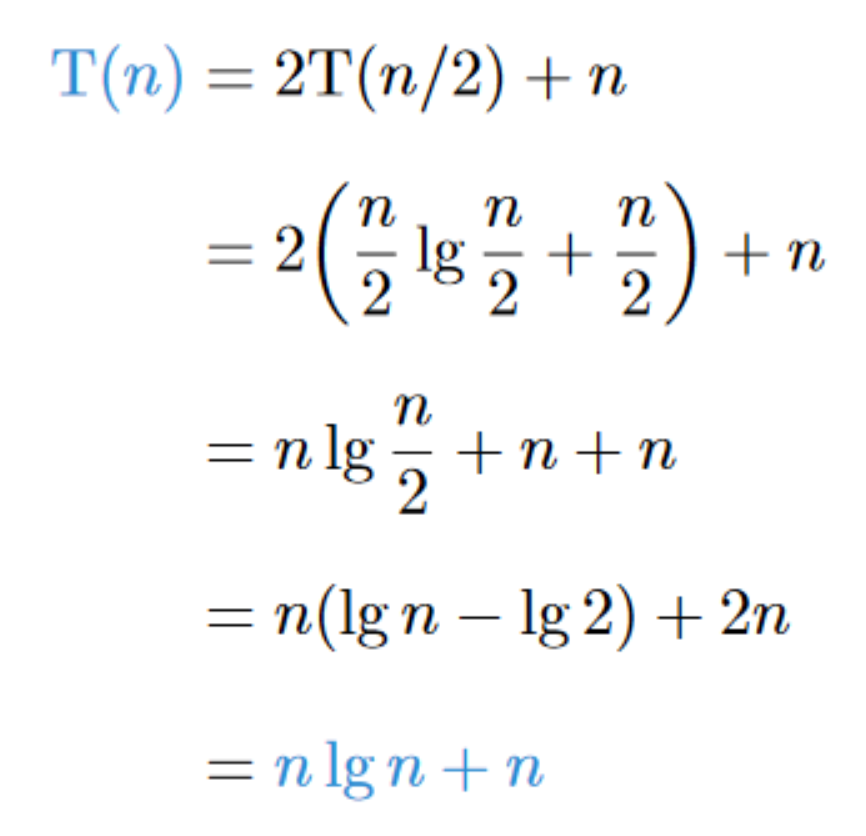 T(n) = 2T(n/2) + n
= 2(n/2 lg n/2 + n/2) + n
= n lg n/2 + n + n
= n(lg n − lg 2) + 2n
= n lg n + n